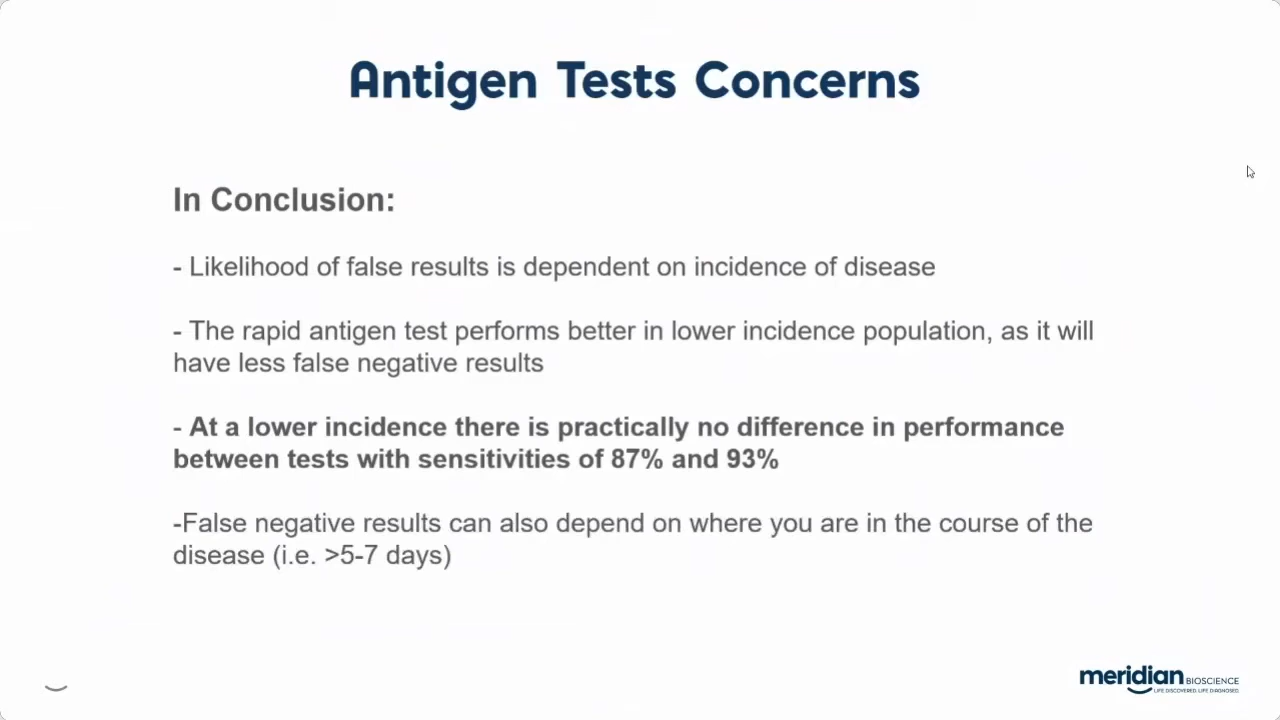 Antigen Tests Concerns
In Conclusion:
- Likelihood of false results is dependent on incidence of disease
- The rapid antigen test performs better in lower incidence population, as it will
have less false negative results
- At a lower incidence there is practically no difference in performance
between tests with sensitivities of 87% and 93%
-False negative results can also depend on where you are in the course of the
disease (i.e. >5-7 days)
meridian BIOSCIENCE
LIFE DISCOVERED. LIFE DIAGNOSED.